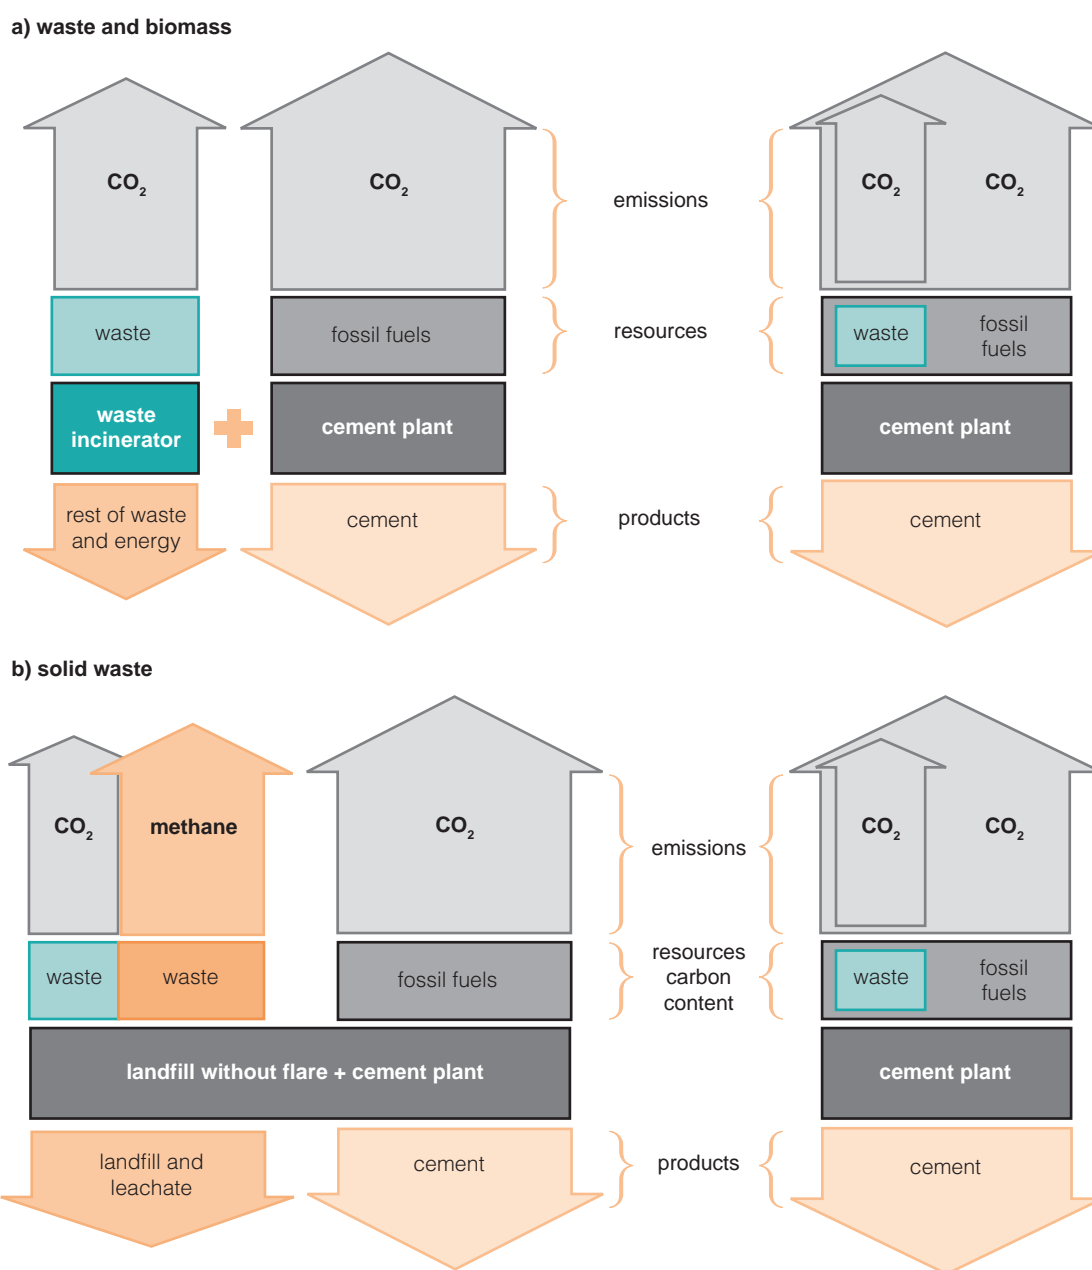 a) waste and biomass
CO₂
CO₂
emissions
CO₂
CO₂
waste
fossil fuels
resources
waste
fossil
fuels
waste
incinerator
cement plant
cement plant
rest of waste
and energy
cement
products
cement
b) solid waste
CO₂
methane
CO₂
emissions
CO₂
CO₂
waste
waste
fossil fuels
resources
carbon
content
waste
fossil
fuels
landfill without flare + cement plant
cement plant
landfill and
leachate
cement
products
cement